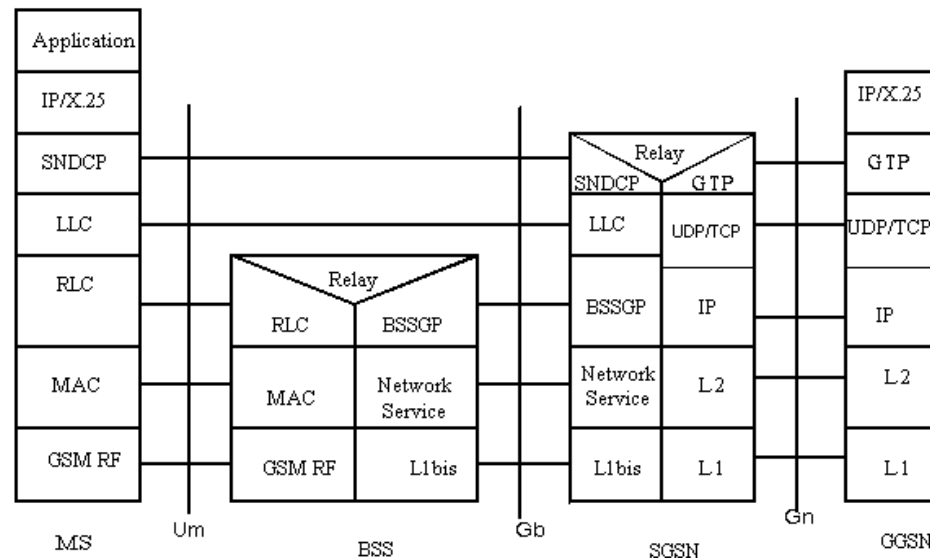 Application
IP/X.25
SNDCP
LLC
RLC
MAC
GSM RF
MS
Um
Relay
RLC
BSSGP
MAC
Network
Service
GSM RF
L1bis
BSS
Gb
Relay
SNDCP
GTP
LLC
UDP/TCP
BSSGP
IP
Network
Service
L2
L1bis
L1
SGSN
Gn
IP/X.25
GTP
UDP/TCP
IP
L2
L1
GGSN